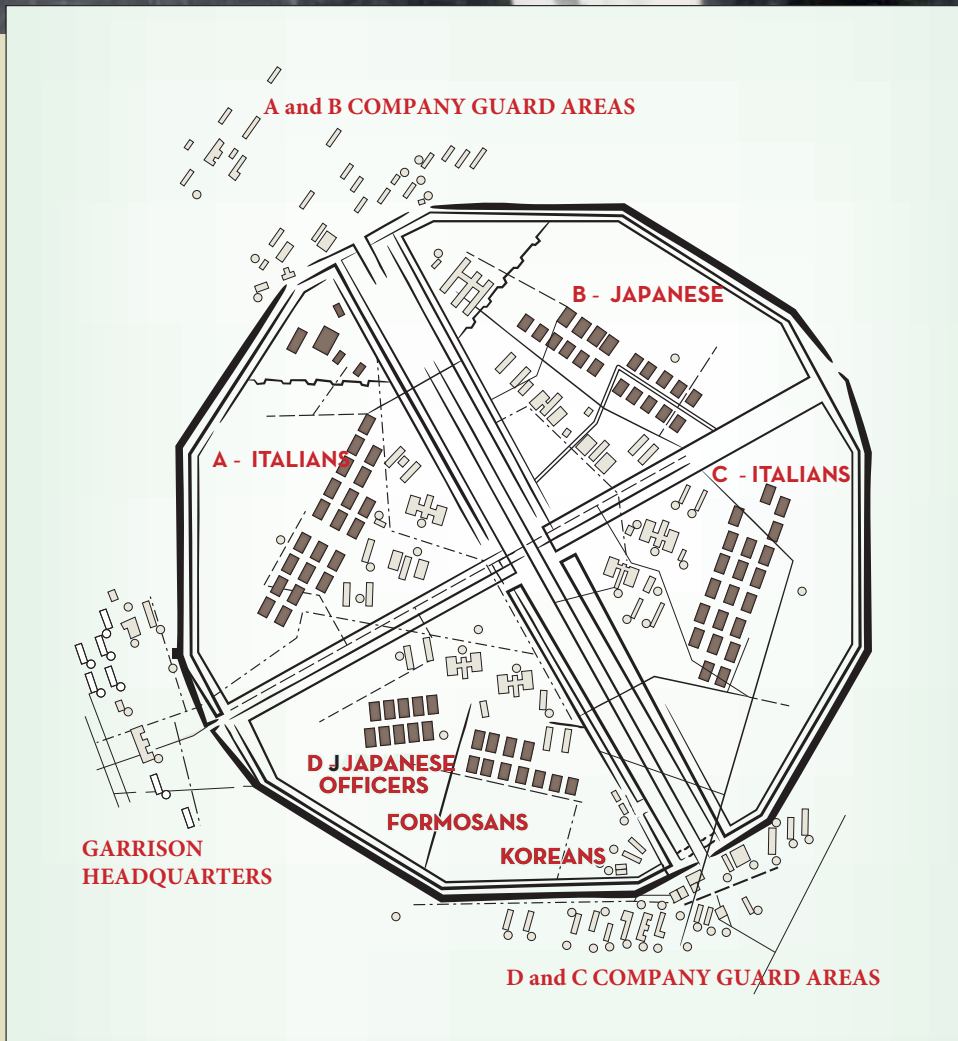 A and B COMPANY GUARD AREAS
B - JAPANESE
A - ITALIANS
C - ITALIANS
D JJAPANESE
OFFICERS
FORMOSANS
KOREANS
GARRISON
HEADQUARTERS
D and C COMPANY GUARD AREAS